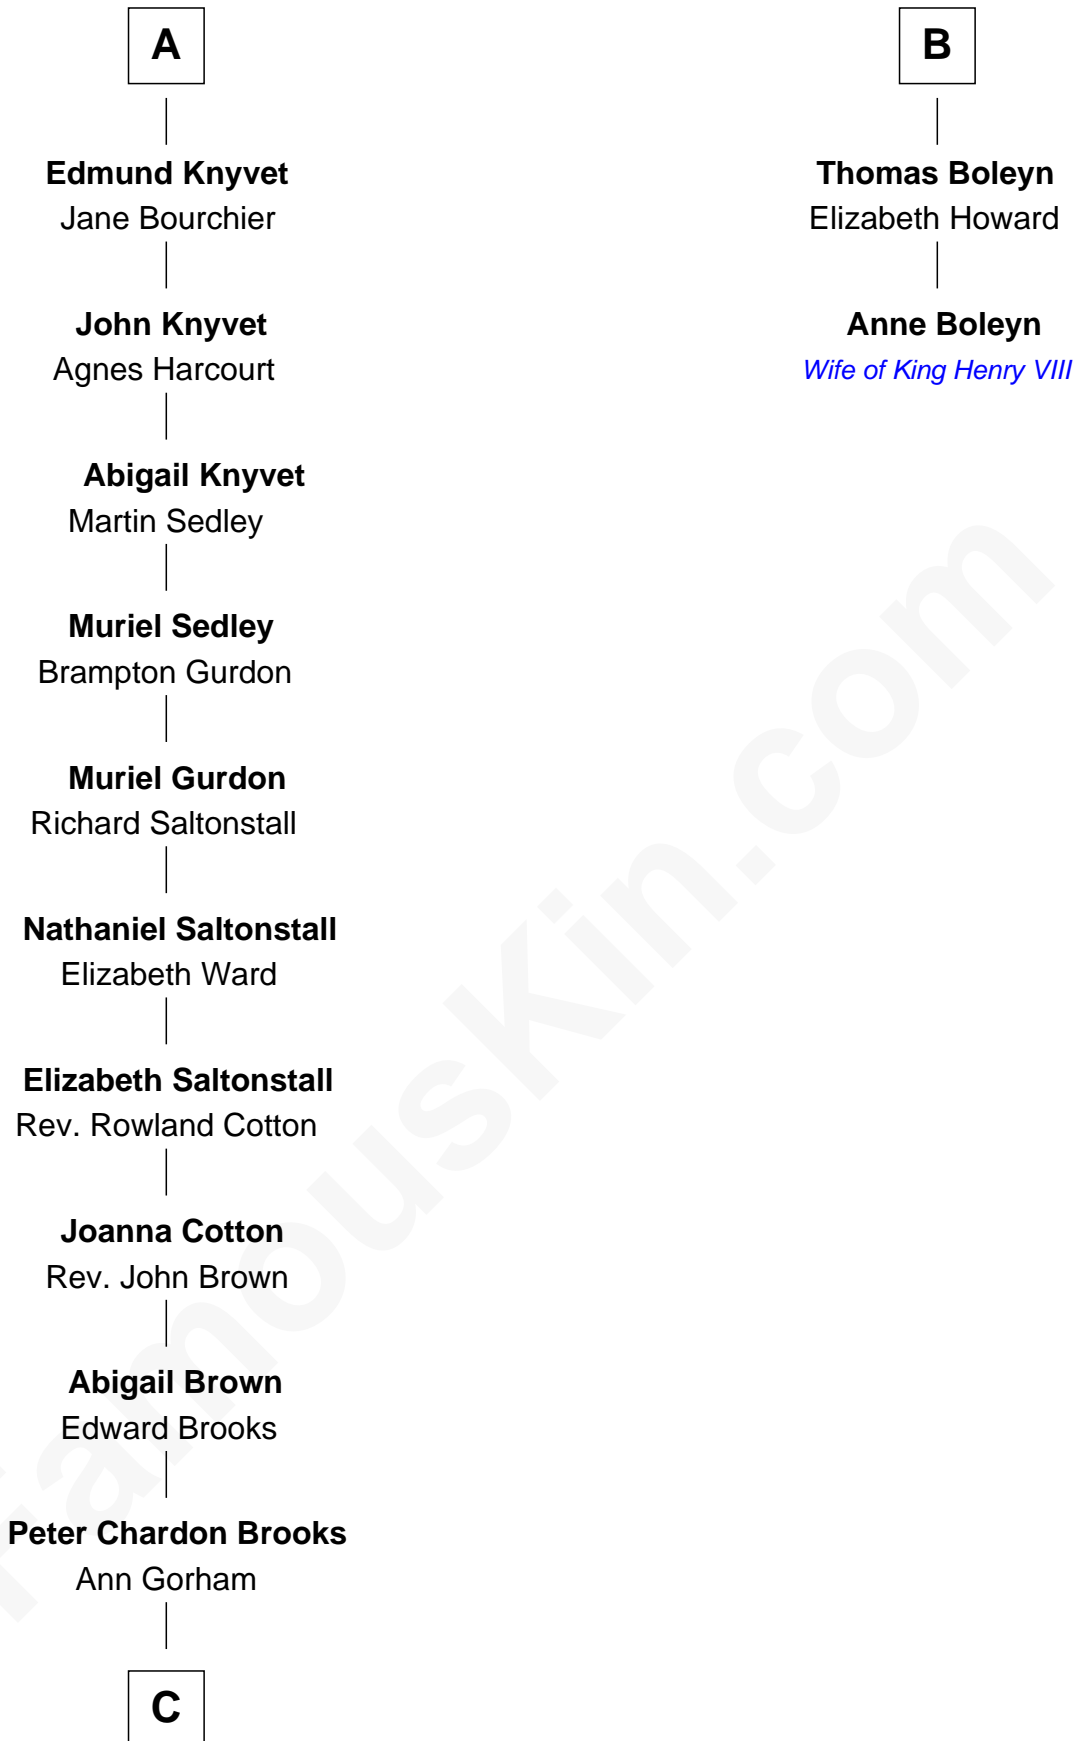 A
B
Edmund Knyvet
Jane Bourchier
Thomas Boleyn
Elizabeth Howard
John Knyvet
Agnes Harcourt
Anne Boleyn
Wife of King Henry VIII
Abigail Knyvet
Martin Sedley
Muriel Sedley
Brampton Gurdon
Muriel Gurdon
Richard Saltonstall
Nathaniel Saltonstall
Elizabeth Ward
Elizabeth Saltonstall
Rev. Rowland Cotton
Joanna Cotton
Rev. John Brown
Abigail Brown
Edward Brooks
Peter Chardon Brooks
Ann Gorham
C
FamousKin.com